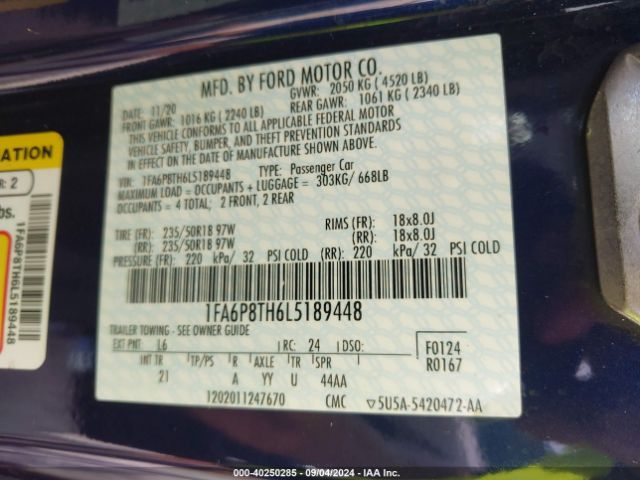 MFD. BY FORD MOTOR CO.
DATE: 11/20
GVWR: 2050 KG ( 4520 LB)
FRONT GAWR: 1016 KG ( 2240 LB)
REAR GAWR: 1061 KG ( 2340 LB)
THIS VEHICLE CONFORMS TO ALL APPLICABLE FEDERAL MOTOR
VEHICLE SAFETY, BUMPER, AND THEFT PREVENTION STANDARDS
IN EFFECT ON THE DATE OF MANUFACTURE SHOWN ABOVE.
VIN: 1FA6P8TH6L5189448
TYPE: Passenger Car
MAXIMUM LOAD = OCCUPANTS + LUGGAGE = 303KG/ 668LB
OCCUPANTS = 4 TOTAL; 2 FRONT, 2 REAR
TIRE (FR): 235/50R18 97W
RIMS (FR): 18x8.0J
(RR): 235/50R18 97W
(RR): 18x8.0J
PRESSURE (FR): 220 kPa/ 32 PSI COLD
(RR): 220 kPa/ 32 PSI COLD
1FA6P8TH6L5189448
TRAILER TOWING - SEE OWNER GUIDE
EXT PNT: L6
RC: 24
DSO:
F0124
R0167
INT TR
TP/PS
R
AXLE
TR
SPR
21
A
YY
U
44AA
1202011247670
CMC
5U5A-5420472-AA
ATION
R: 2
bs.
1FA6P8TH6L5189448
000-40250285 - 09/04/2024 - IAA Inc.